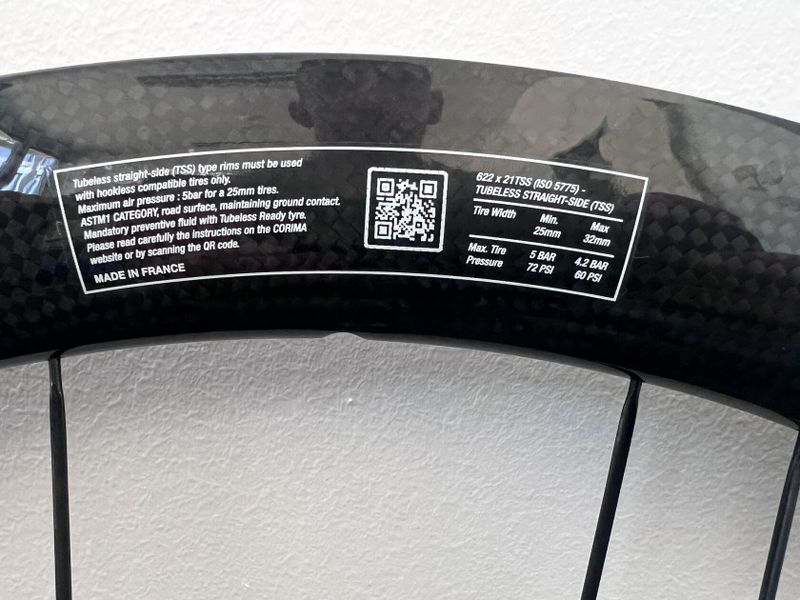 Tubeless straight-side (TSS) type rims must be used
with hookless compatible tires only.
Maximum air pressure : 5bar for a 25mm tires.
ASTM1 CATEGORY, road surface, maintaining ground contact.
Mandatory preventive fluid with Tubeless Ready tyre.
Please read carefully the instructions on the CORIMA
website or by scanning the QR code.
MADE IN FRANCE
622 x 21TSS (ISO 5775) -
TUBELESS STRAIGHT-SIDE (TSS)
Tire Width Min. Max
25mm 32mm
Max. Tire 5 BAR 4.2 BAR
Pressure 72 PSI 60 PSI